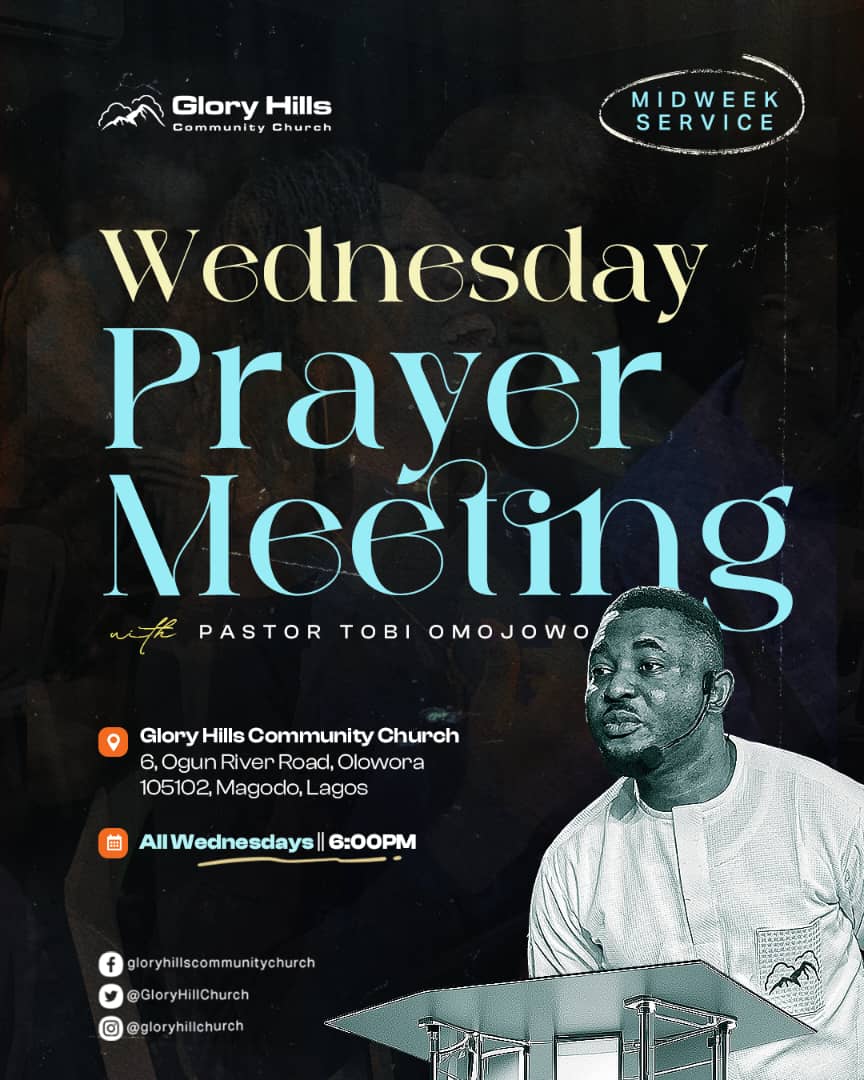 Glory Hills
Community Church
MIDWEEK
SERVICE
Wednesday
Prayer
Meeting
with PASTOR TOBI OMOJOWO
Glory Hills Community Church
6, Ogun River Road, Olowora
105102, Magodo, Lagos
All Wednesdays || 6:00PM
gloryhillscommunitychurch
@GloryHillChurch
@gloryhillchurch